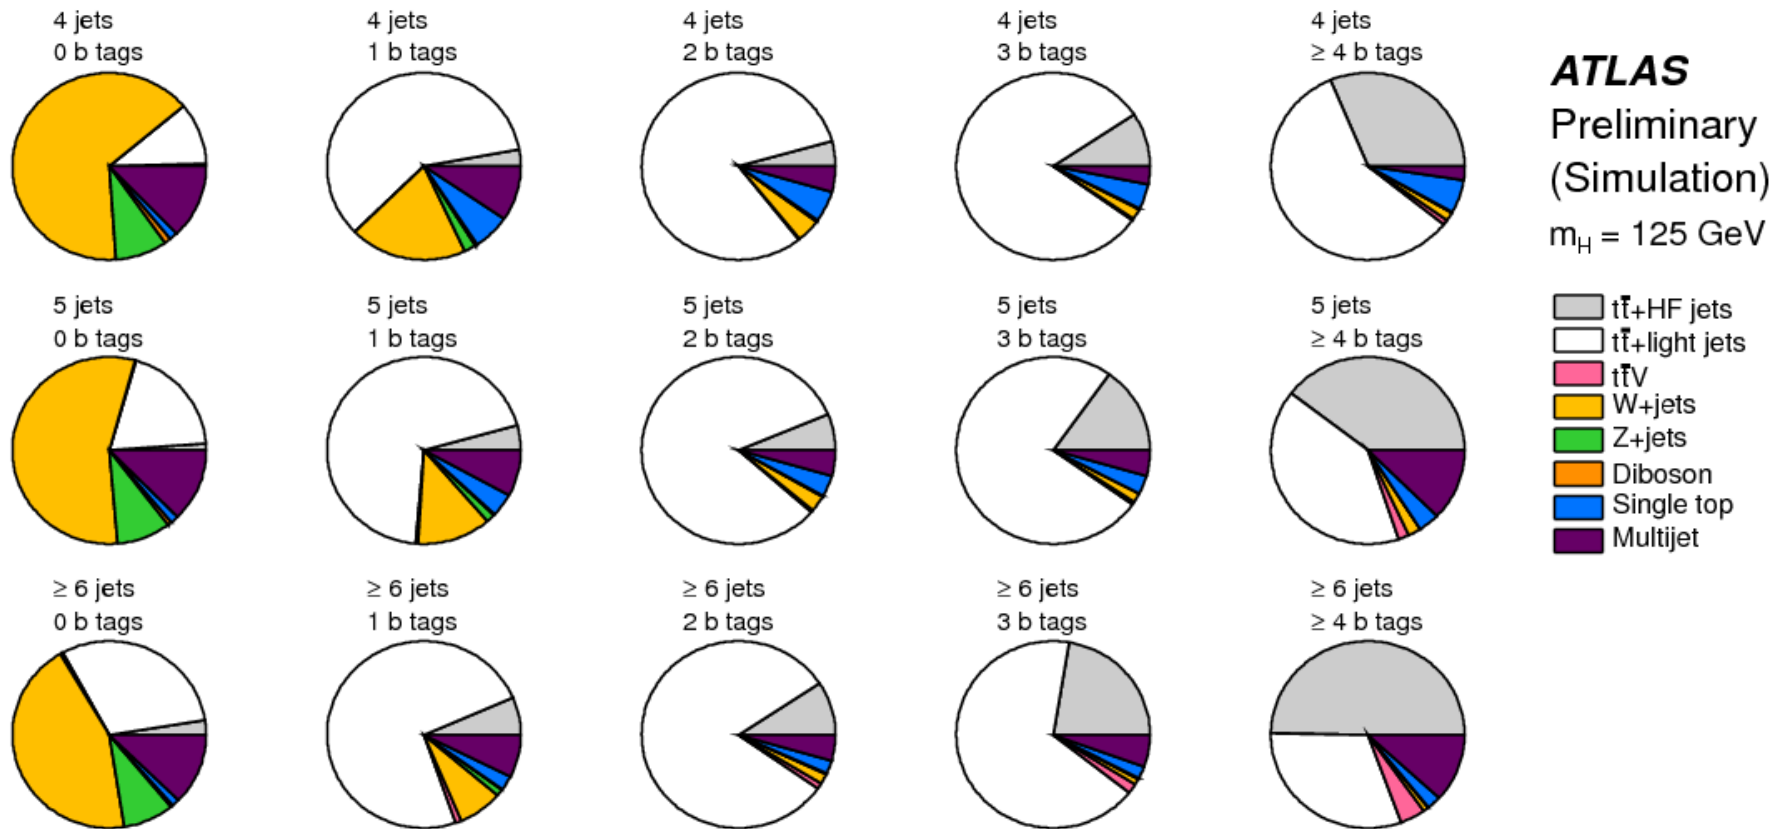 4 jets
0 b tags
4 jets
1 b tags
4 jets
2 b tags
4 jets
3 b tags
4 jets
≥ 4 b tags
5 jets
0 b tags
5 jets
1 b tags
5 jets
2 b tags
5 jets
3 b tags
5 jets
≥ 4 b tags
≥ 6 jets
0 b tags
≥ 6 jets
1 b tags
≥ 6 jets
2 b tags
≥ 6 jets
3 b tags
≥ 6 jets
≥ 4 b tags
ATLAS
Preliminary
(Simulation)
m_H = 125 GeV
tt̄+HF jets
tt̄+light jets
tt̄V
W+jets
Z+jets
Diboson
Single top
Multijet